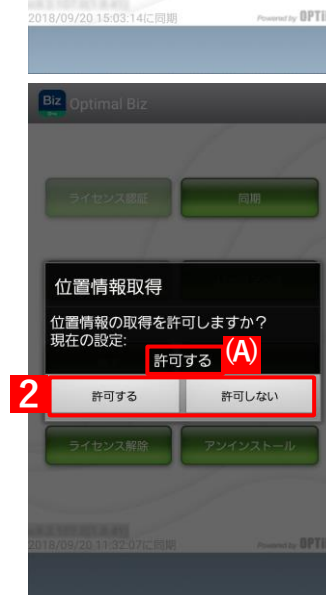 2018/09/20 15:03:14に同期 Powered by OPTI
Biz Optimal Biz
ライセンス認証 同期
位置情報取得
位置情報の取得を許可しますか?
現在の設定:
許可する (A)
2 許可する 許可しない
ライセンス解除 アンインストール
2018/09/20 11:32:07に同期 Powered by OPTI